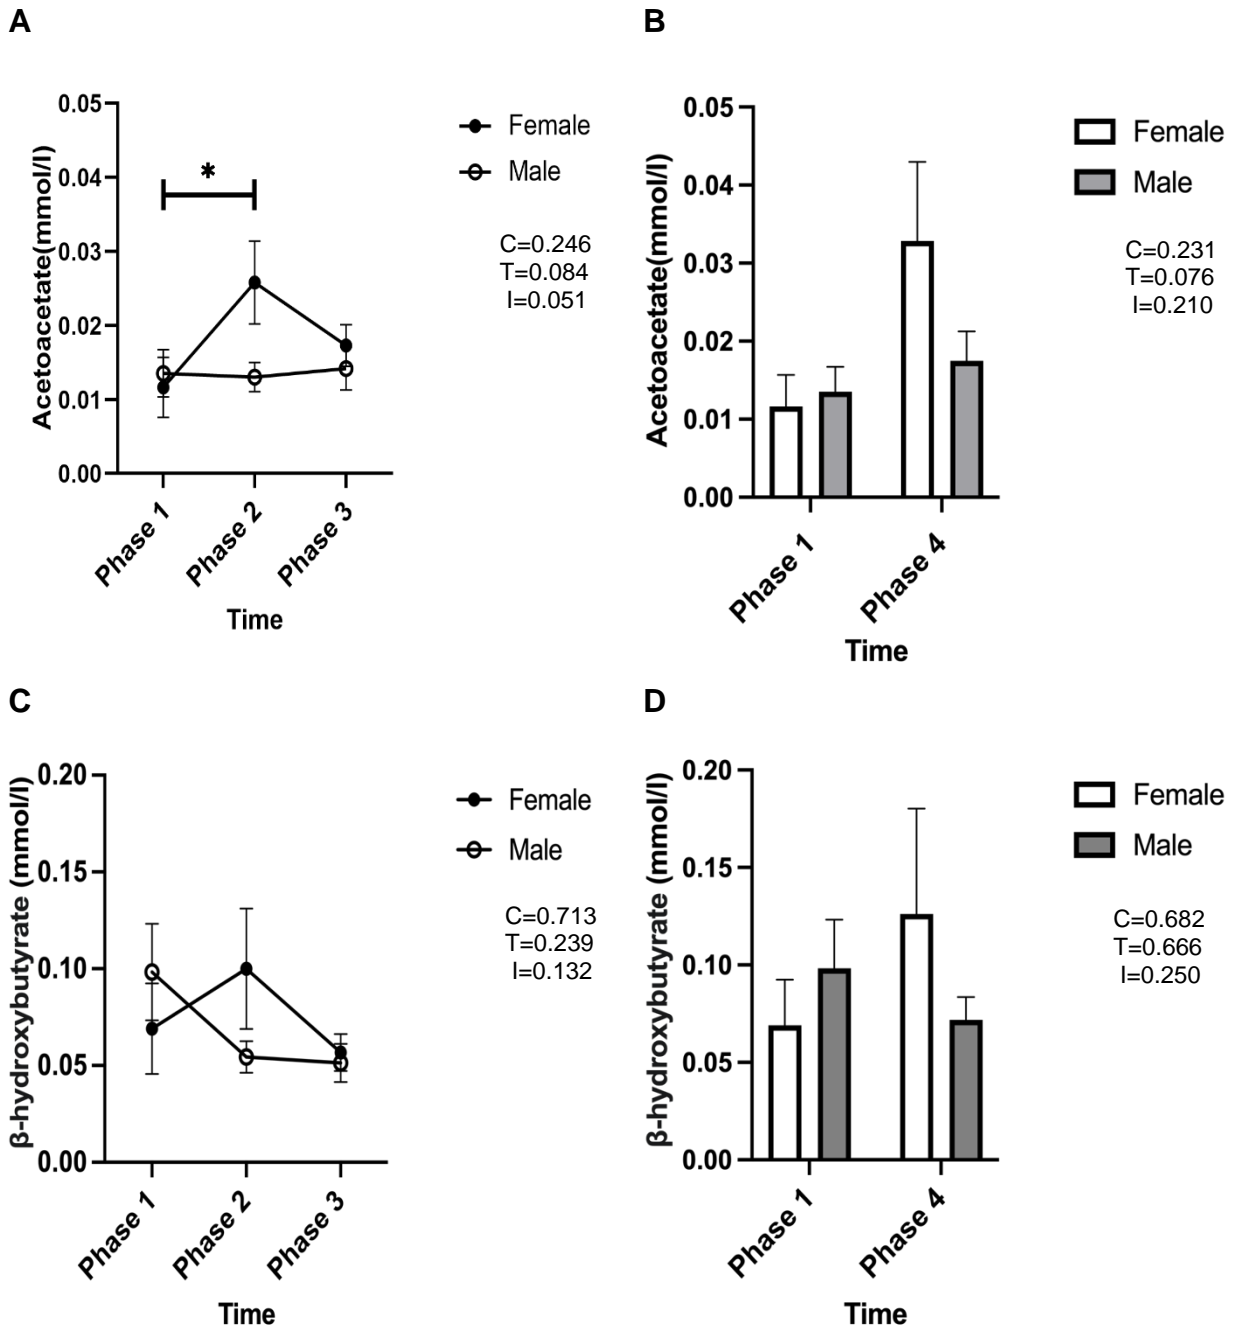 A
Acetoacetate(mmol/l)
0.05
0.04
0.03
0.02
0.01
0.00
*
Female
Male
C=0.246
T=0.084
I=0.051
Phase 1
Phase 2
Phase 3
Time
B
Acetoacetate(mmol/l)
0.05
0.04
0.03
0.02
0.01
0.00
Female
Male
C=0.231
T=0.076
I=0.210
Phase 1
Phase 4
Time
C
β-hydroxybutyrate (mmol/l)
0.20
0.15
0.10
0.05
0.00
Female
Male
C=0.713
T=0.239
I=0.132
Phase 1
Phase 2
Phase 3
Time
D
β-hydroxybutyrate (mmol/l)
0.20
0.15
0.10
0.05
0.00
Female
Male
C=0.682
T=0.666
I=0.250
Phase 1
Phase 4
Time